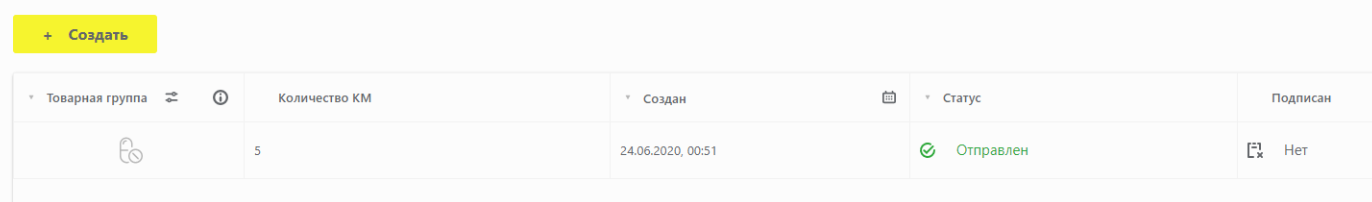 + Создать
Товарная группа Количество КМ Создан Статус Подписан
5 24.06.2020, 00:51 Отправлен Нет